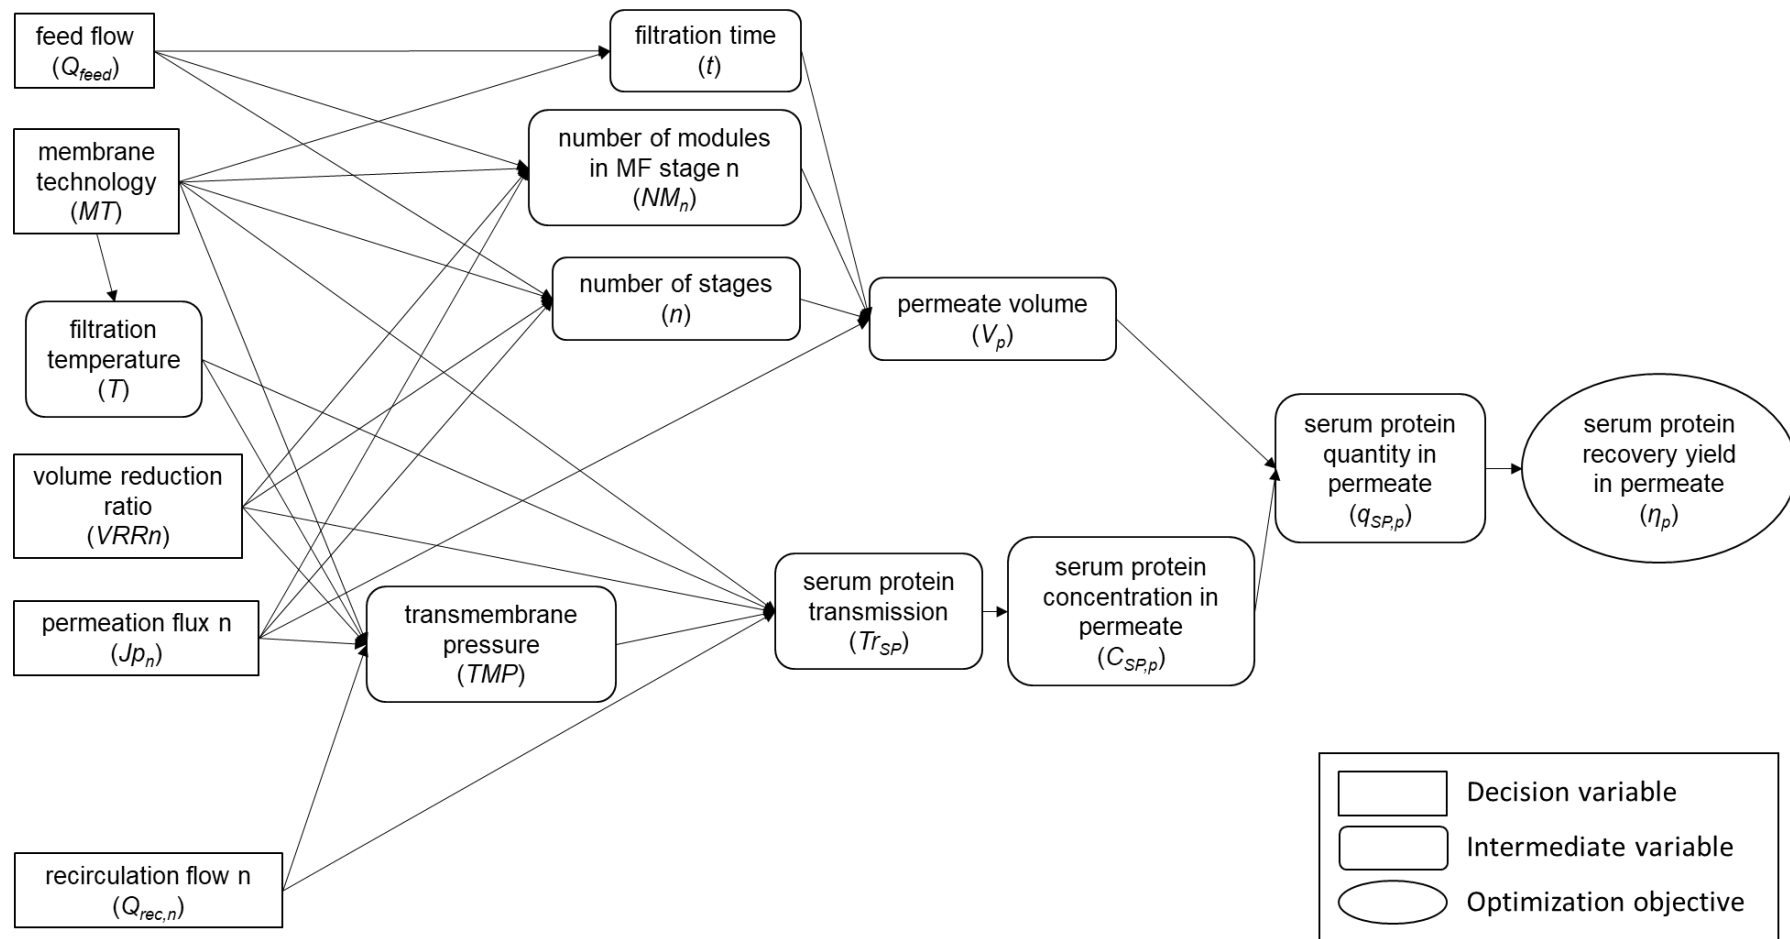 feed flow
(Qfeed)
filtration time
(t)
membrane
technology
(MT)
number of modules
in MF stage n
(NMn)
filtration
temperature
(T)
number of stages
(n)
permeate volume
(Vp)
volume reduction
ratio
(VRRn)
permeation flux n
(Jpn)
transmembrane
pressure
(TMP)
serum protein
transmission
(TrSP)
serum protein
concentration in
permeate
(CSP,p)
serum protein
quantity in
permeate
(qSP,p)
serum protein
recovery yield
in permeate
(ηp)
recirculation flow n
(Qrec,n)
Decision variable
Intermediate variable
Optimization objective